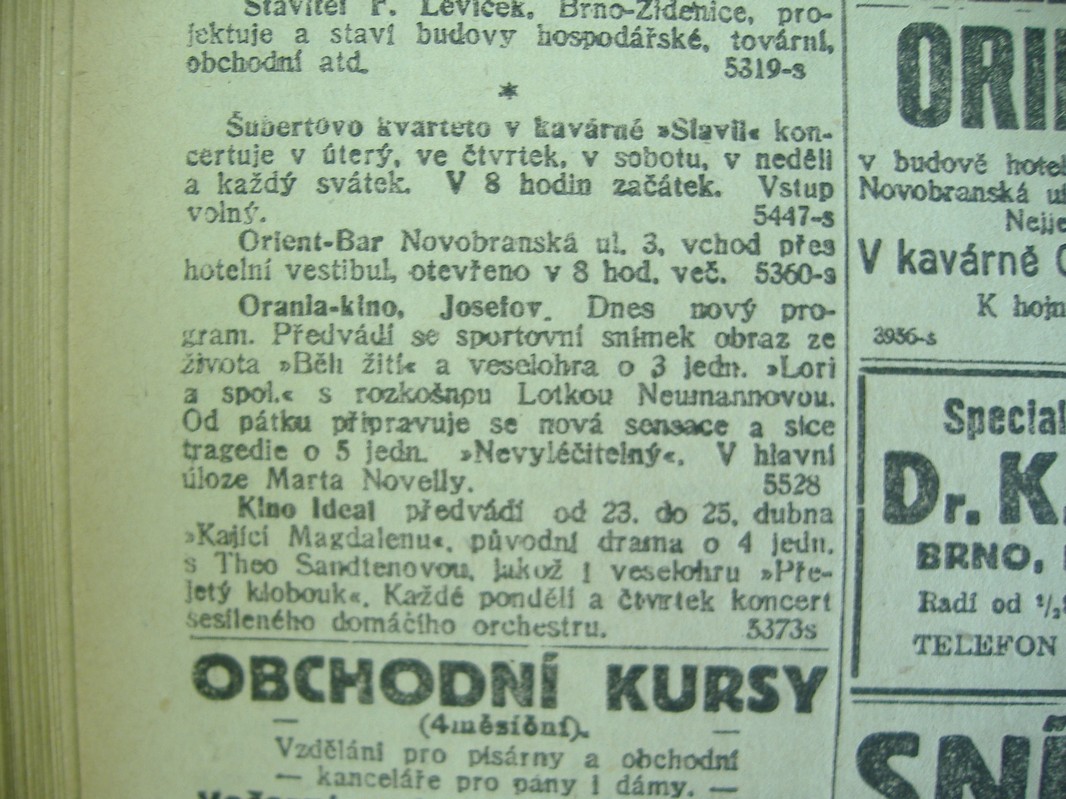 Stavitel F. Levíček, Brno-Židenice, pro-
jektuje a staví budovy hospodářské, tovární,
obchodní atd. 5319-s
*
Šubertovo kvarteto v kavárně »Slavii« kon-
certuje v úterý, ve čtvrtek, v sobotu, v neděli
a každý svátek. V 8 hodin začátek. Vstup
volný. 5447-s
Orient-Bar Novobranská ul. 3, vchod přes
hotelní vestibul, otevřeno v 8 hod. več. 5360-s
Orania-kino, Josefov. Dnes nový pro-
gram. Předvádí se sportovní snímek obraz ze
života »Běh žití« a veselohra o 3 jedn. »Lori
a spol.« s rozkošnou Lotkou Neumannovou.
Od pátku připravuje se nová sensace a sice
tragedie o 5 jedn. »Nevyléčitelný«. V hlavní
úloze Marta Novelly. 5528
Kino Ideal předvádí od 23. do 25. dubna
»Kající Magdalenu«, původní drama o 4 jedn.
s Theo Sandtenovou, jakož i veselohru »Pře-
jetý klobouk«. Každé pondělí a čtvrtek koncert
sesíleného domácího orchestru. 5373s
OBCHODNÍ KURSY
(4měsíční).
Vzdělání pro písárny a obchodní
— kanceláře pro pány i dámy. —
ORI
v budově hotel
Novobranská
V kavárně
K hojn
3956-s
Special
Dr. K.
BRNO,
Radí od ½
TELEFON
SNÍ